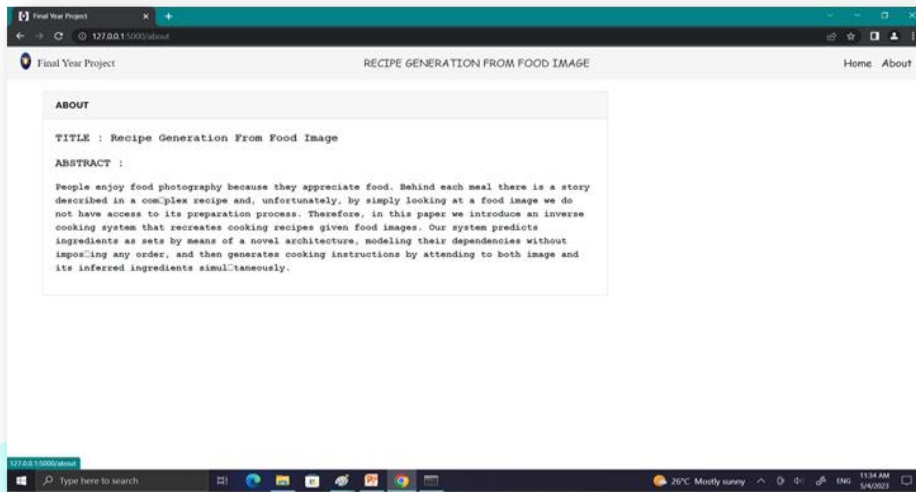 Final Year Project
127.0.0.1:5000/about
Final Year Project
RECIPE GENERATION FROM FOOD IMAGE
Home About
ABOUT
TITLE : Recipe Generation From Food Image
ABSTRACT :
People enjoy food photography because they appreciate food. Behind each meal there is a story
described in a com□plex recipe and, unfortunately, by simply looking at a food image we do
not have access to its preparation process. Therefore, in this paper we introduce an inverse
cooking system that recreates cooking recipes given food images. Our system predicts
ingredients as sets by means of a novel architecture, modeling their dependencies without
impos□ing any order, and then generates cooking instructions by attending to both image and
its inferred ingredients simul□taneously.
127.0.0.1:5000/about
Type here to search
26°C Mostly sunny
ENG
11:34 AM
5/4/2023